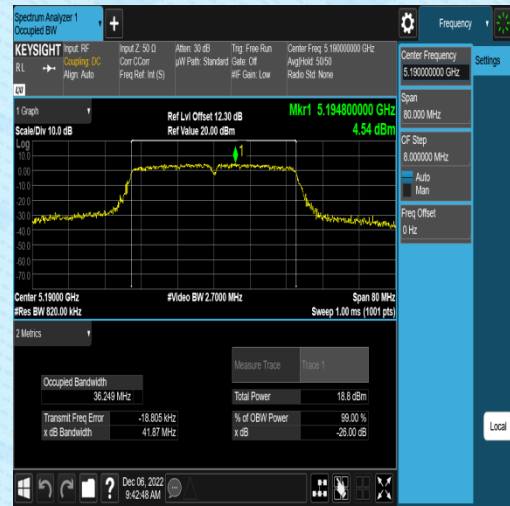 Spectrum Analyzer 1
Occupied BW
Frequency
KEYSIGHT
Input: RF
Coupling: DC
Align: Auto
RL
Input Z: 50 Ω
Corr CCorr
Freq Ref: Int (S)
Atten: 30 dB
µW Path: Standard
Trig: Free Run
Gate: Off
#IF Gain: Low
Center Freq: 5.190000000 GHz
Avg|Hold: 50/50
Radio Std: None
LXI
Center Frequency
5.190000000 GHz
Settings
Span
80.000 MHz
CF Step
8.000000 MHz
Auto
Man
Freq Offset
0 Hz
Local
1 Graph
Scale/Div 10.0 dB
Ref Lvl Offset 12.30 dB
Ref Value 20.00 dBm
Mkr1 5.194800000 GHz
4.54 dBm
Log
10.0
0.00
-10.0
-20.0
-30.0
-40.0
-50.0
-60.0
-70.0
1
Center 5.19000 GHz
#Res BW 820.00 kHz
#Video BW 2.7000 MHz
Span 80 MHz
Sweep 1.00 ms (1001 pts)
2 Metrics
Measure Trace
Trace 1
Occupied Bandwidth
36.249 MHz
Total Power
18.8 dBm
Transmit Freq Error
-18.805 kHz
% of OBW Power
99.00 %
x dB Bandwidth
41.87 MHz
x dB
-26.00 dB
?
Dec 06, 2022
9:42:48 AM